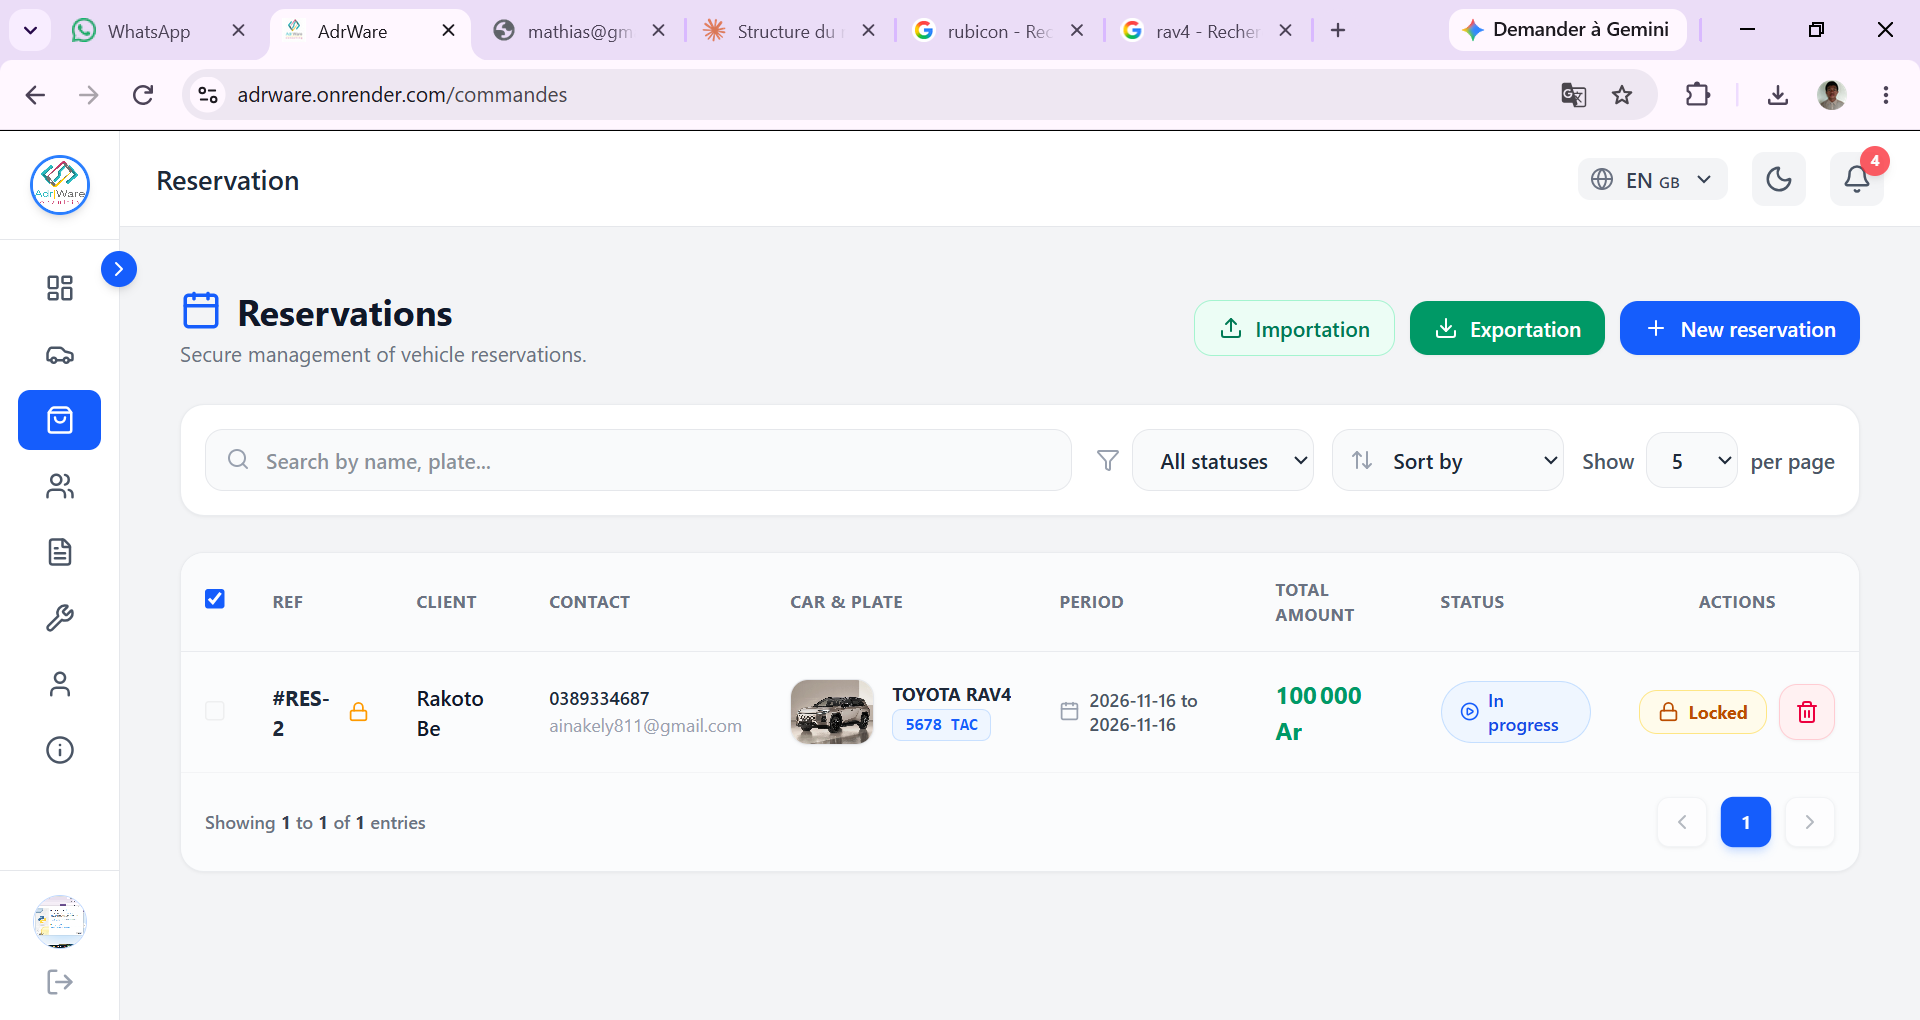 WhatsApp
AdrWare
mathias@gm
Structure du
rubicon - Rec
rav4 - Recher
Demander à Gemini
adrware.onrender.com/commandes
AdrWare
Reservation
EN GB
4
Reservations
Secure management of vehicle reservations.
Importation
Exportation
New reservation
Search by name, plate...
All statuses
Sort by
Show
5
per page
REF
CLIENT
CONTACT
CAR & PLATE
PERIOD
TOTAL
AMOUNT
STATUS
ACTIONS
#RES-
2
Rakoto
Be
0389334687
ainakely811@gmail.com
TOYOTA RAV4
5678 TAC
2026-11-16 to
2026-11-16
100 000
Ar
In
progress
Locked
Showing 1 to 1 of 1 entries
1